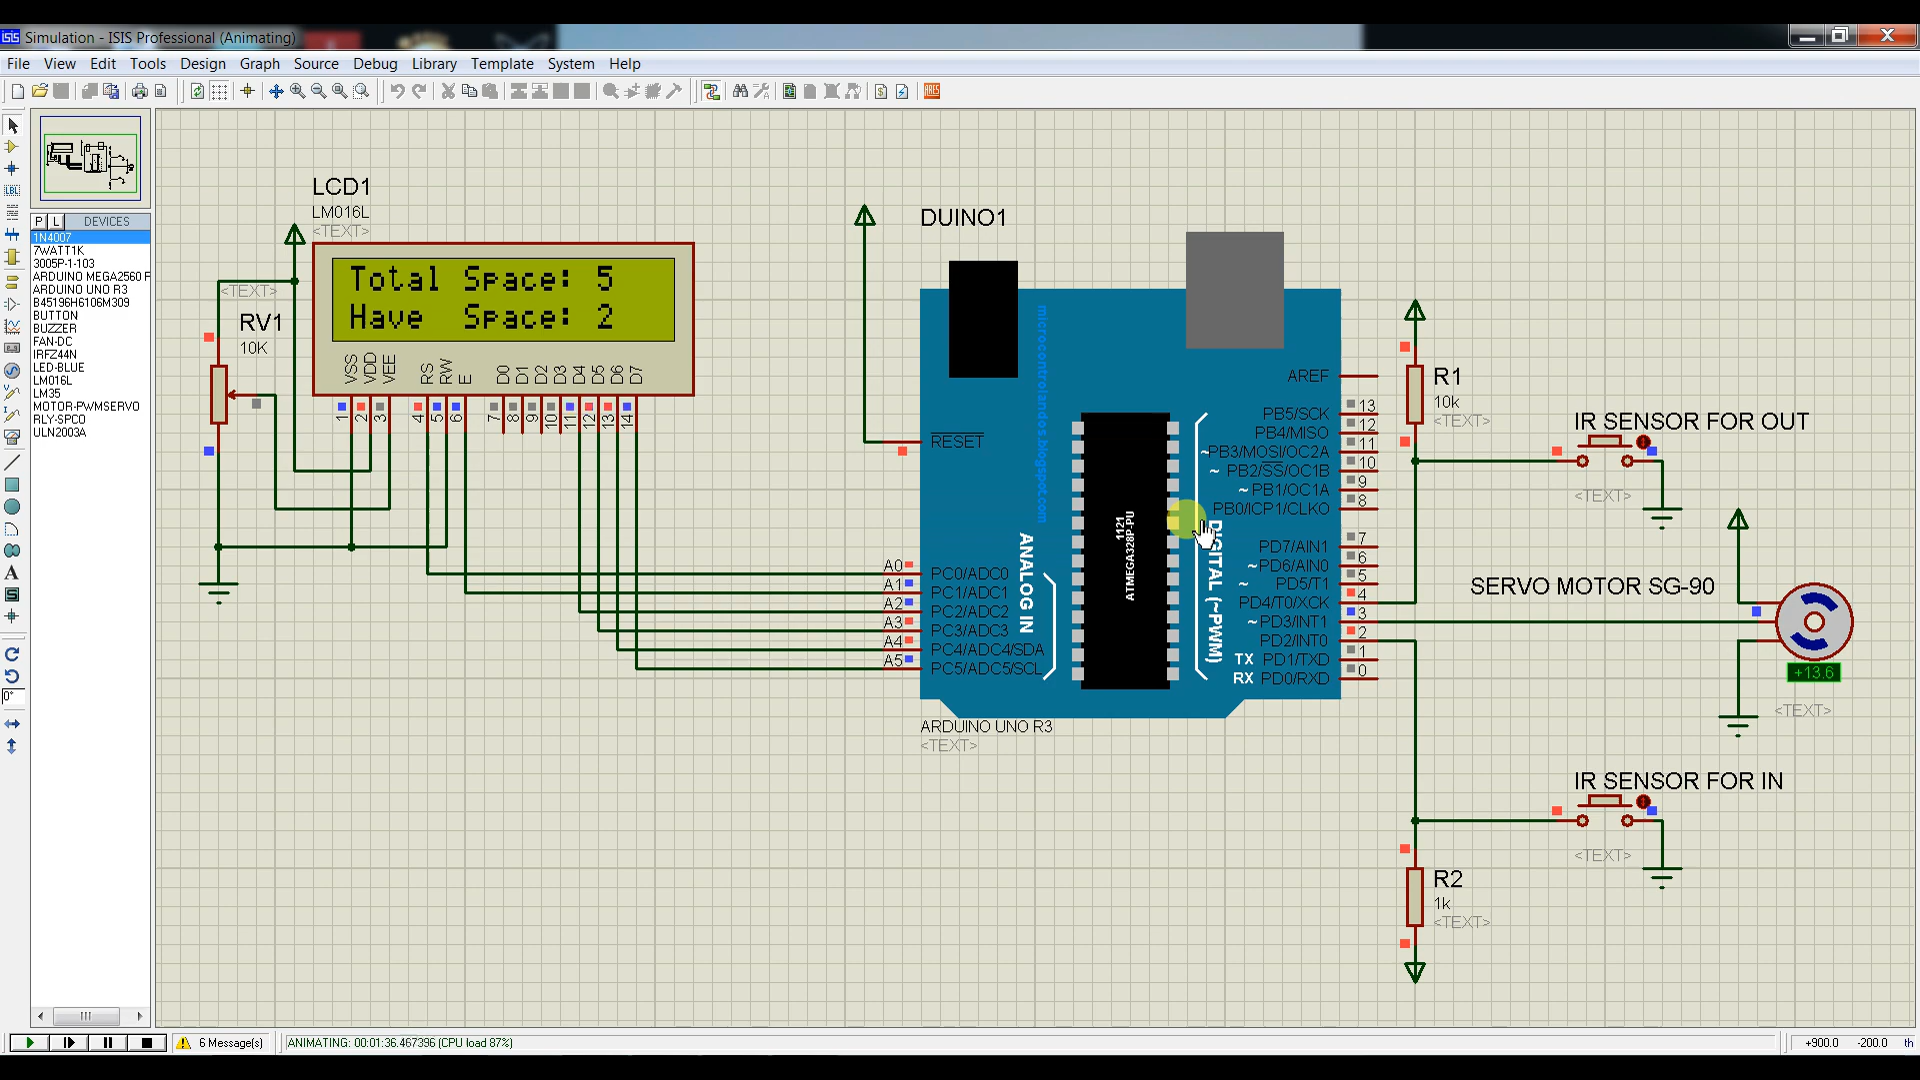 Simulation - ISIS Professional (Animating)
File View Edit Tools Design Graph Source Debug Library Template System Help
P L DEVICES
1N4007
7WATT1K
3005P-1-103
ARDUINO MEGA2560 R
ARDUINO UNO R3
B45196H6106M309
BUTTON
BUZZER
FAN-DC
IRFZ44N
LED-BLUE
LM016L
LM35
MOTOR-PWMSERVO
RLY-SPCO
ULN2003A
0°
LCD1
LM016L
<TEXT>
Total Space: 5
Have Space: 2
VSS VDD VEE RS RW E D0 D1 D2 D3 D4 D5 D6 D7
1 2 3 4 5 6 7 8 9 10 11 12 13 14
<TEXT>
RV1
10K
DUINO1
microcontrolandos.blogspot.com
RESET
1121
ATMEGA328P-PU
ANALOG IN
DIGITAL (~PWM)
A0 PC0/ADC0
A1 PC1/ADC1
A2 PC2/ADC2
A3 PC3/ADC3
A4 PC4/ADC4/SDA
A5 PC5/ADC5/SCL
AREF
PB5/SCK 13
PB4/MISO 12
~PB3/MOSI/OC2A 11
~ PB2/SS/OC1B 10
~ PB1/OC1A 9
PB0/ICP1/CLKO 8
PD7/AIN1 7
~ PD6/AIN0 6
~ PD5/T1 5
PD4/T0/XCK 4
~ PD3/INT1 3
PD2/INT0 2
TX PD1/TXD 1
RX PD0/RXD 0
ARDUINO UNO R3
<TEXT>
R1
10k
<TEXT>
IR SENSOR FOR OUT
<TEXT>
SERVO MOTOR SG-90
+13.6
<TEXT>
IR SENSOR FOR IN
<TEXT>
R2
1k
<TEXT>
6 Message(s)
ANIMATING: 00:01:36.467396 (CPU load 87%)
+900.0 -200.0 th